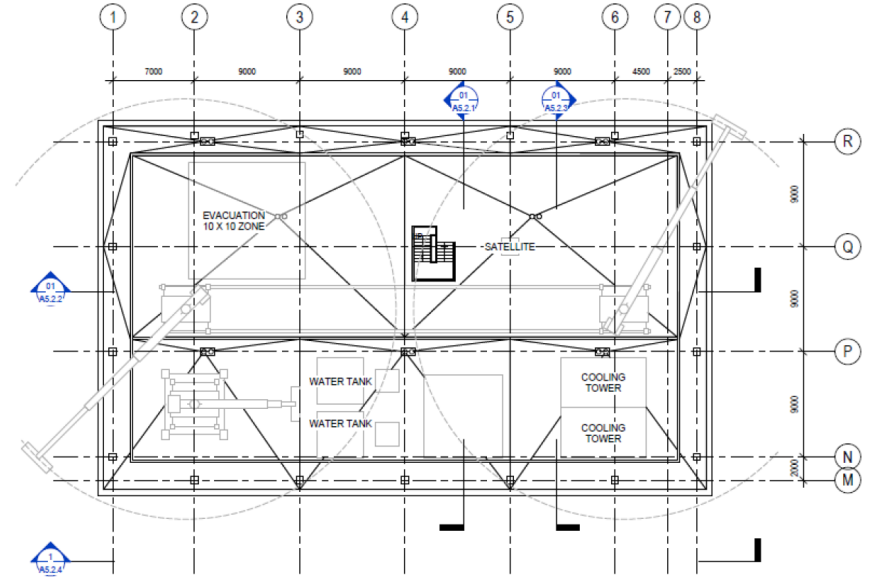 1 2 3 4 5 6 7 8
7000 9000 9000 9000 9000 4500 2500
01
A5.2.1
01
A5.2.3
R
9000
EVACUATION
10 X 10 ZONE
UP
SATELLITE
Q
01
A5.2.2
9000
P
WATER TANK
COOLING
TOWER
9000
WATER TANK
COOLING
TOWER
N
2000
M
1
A5.2.4